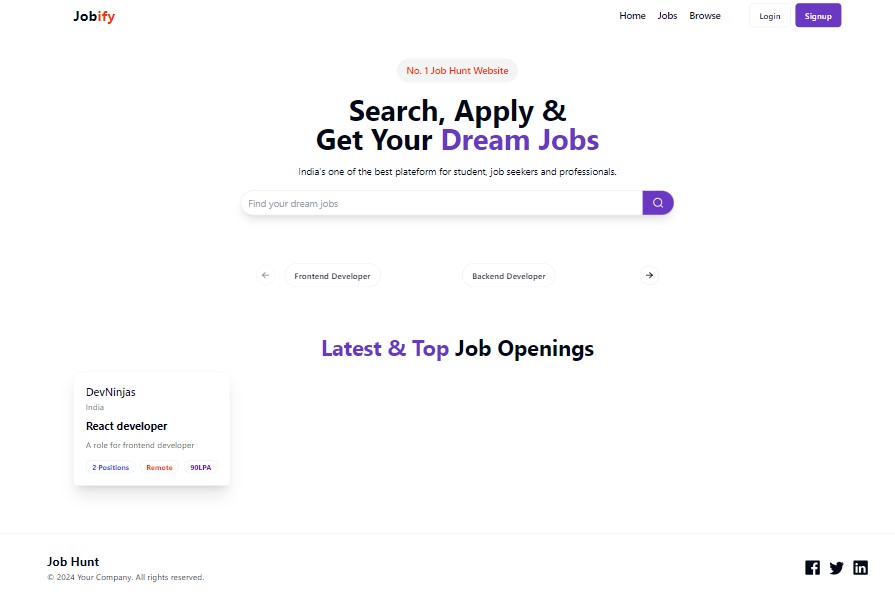 Jobify
Home Jobs Browse Login Signup
No. 1 Job Hunt Website
Search, Apply &
Get Your Dream Jobs
India's one of the best plateform for student, job seekers and professionals.
Find your dream jobs
Frontend Developer Backend Developer
Latest & Top Job Openings
DevNinjas
India
React developer
A role for frontend developer
2 Positions Remote 90LPA
Job Hunt
© 2024 Your Company. All rights reserved.